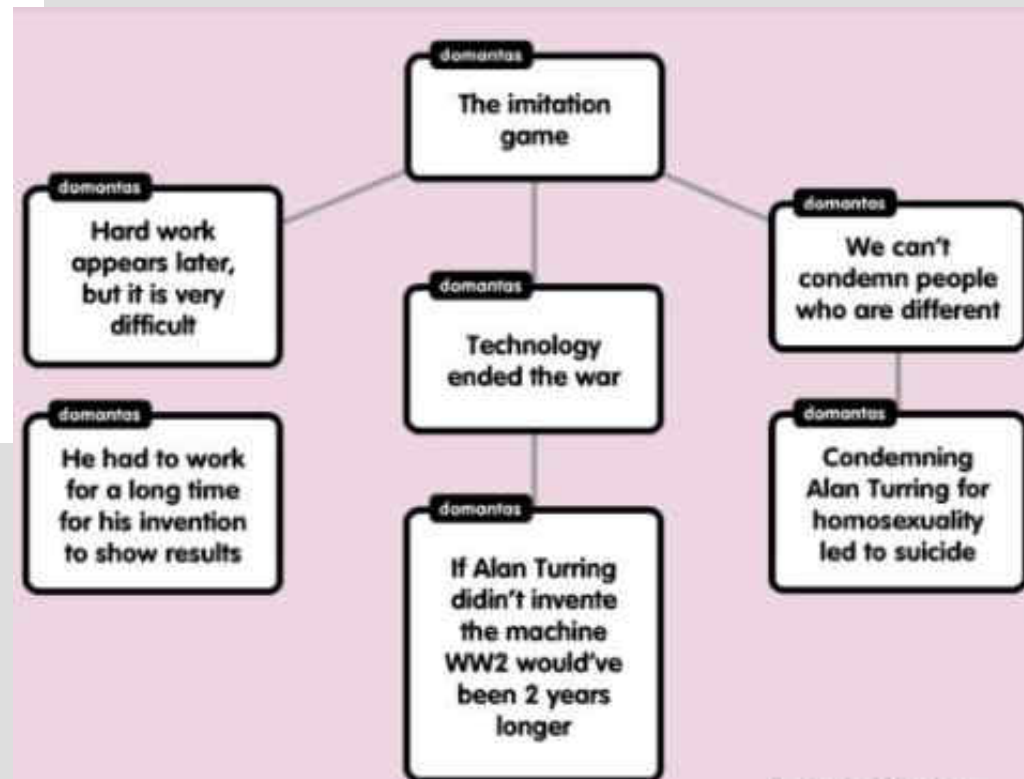 domantas
The imitation
game
domantas
Hard work
appears later,
but it is very
difficult
domantas
He had to work
for a long time
for his invention
to show results
domantas
Technology
ended the war
domantas
If Alan Turring
didin't invente
the machine
WW2 would've
been 2 years
longer
domantas
We can't
condemn people
who are different
domantas
Condemning
Alan Turring for
homosexuality
led to suicide